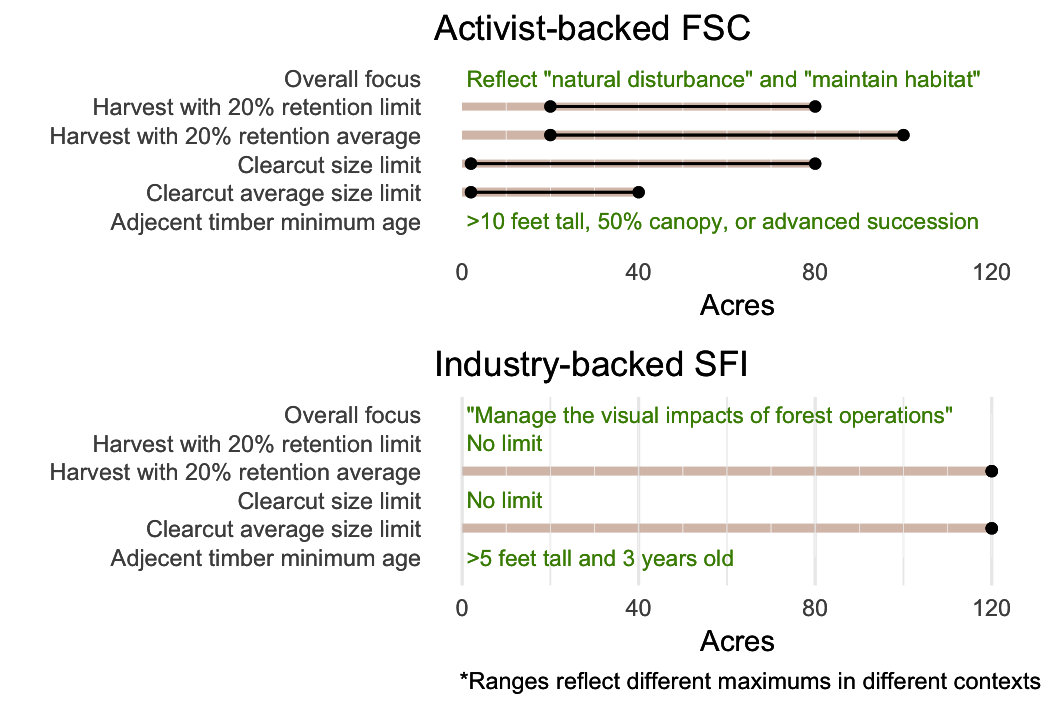 Activist-backed FSC
Overall focus Reflect "natural disturbance" and "maintain habitat"
Harvest with 20% retention limit
Harvest with 20% retention average
Clearcut size limit
Clearcut average size limit
Adjecent timber minimum age >10 feet tall, 50% canopy, or advanced succession
0 40 80 120
Acres
Industry-backed SFI
Overall focus "Manage the visual impacts of forest operations"
Harvest with 20% retention limit No limit
Harvest with 20% retention average
Clearcut size limit No limit
Clearcut average size limit
Adjecent timber minimum age >5 feet tall and 3 years old
0 40 80 120
Acres
*Ranges reflect different maximums in different contexts